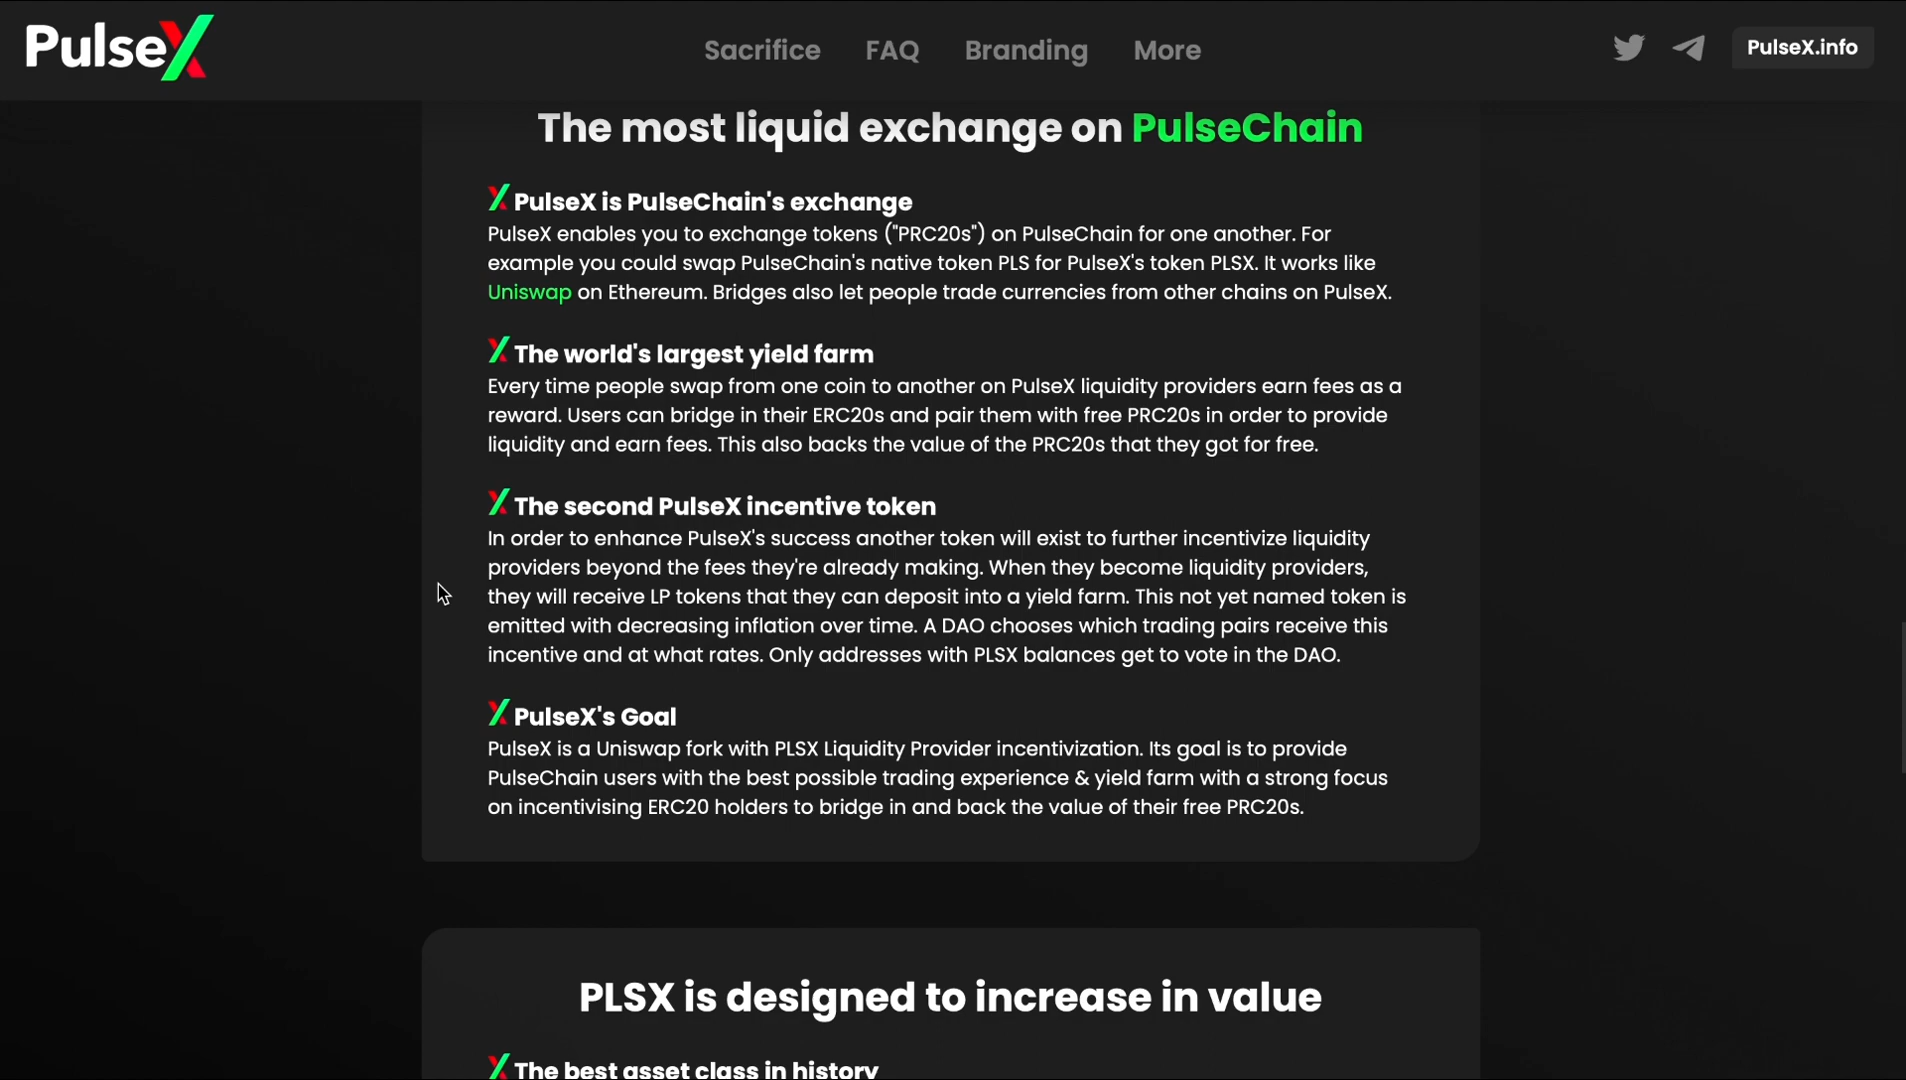 PulseX
Sacrifice FAQ Branding More
PulseX.info
The most liquid exchange on PulseChain
PulseX is PulseChain's exchange
PulseX enables you to exchange tokens ("PRC20s") on PulseChain for one another. For
example you could swap PulseChain's native token PLS for PulseX's token PLSX. It works like
Uniswap on Ethereum. Bridges also let people trade currencies from other chains on PulseX.
The world's largest yield farm
Every time people swap from one coin to another on PulseX liquidity providers earn fees as a
reward. Users can bridge in their ERC20s and pair them with free PRC20s in order to provide
liquidity and earn fees. This also backs the value of the PRC20s that they got for free.
The second PulseX incentive token
In order to enhance PulseX's success another token will exist to further incentivize liquidity
providers beyond the fees they're already making. When they become liquidity providers,
they will receive LP tokens that they can deposit into a yield farm. This not yet named token is
emitted with decreasing inflation over time. A DAO chooses which trading pairs receive this
incentive and at what rates. Only addresses with PLSX balances get to vote in the DAO.
PulseX's Goal
PulseX is a Uniswap fork with PLSX Liquidity Provider incentivization. Its goal is to provide
PulseChain users with the best possible trading experience & yield farm with a strong focus
on incentivising ERC20 holders to bridge in and back the value of their free PRC20s.
PLSX is designed to increase in value
The best asset class in history